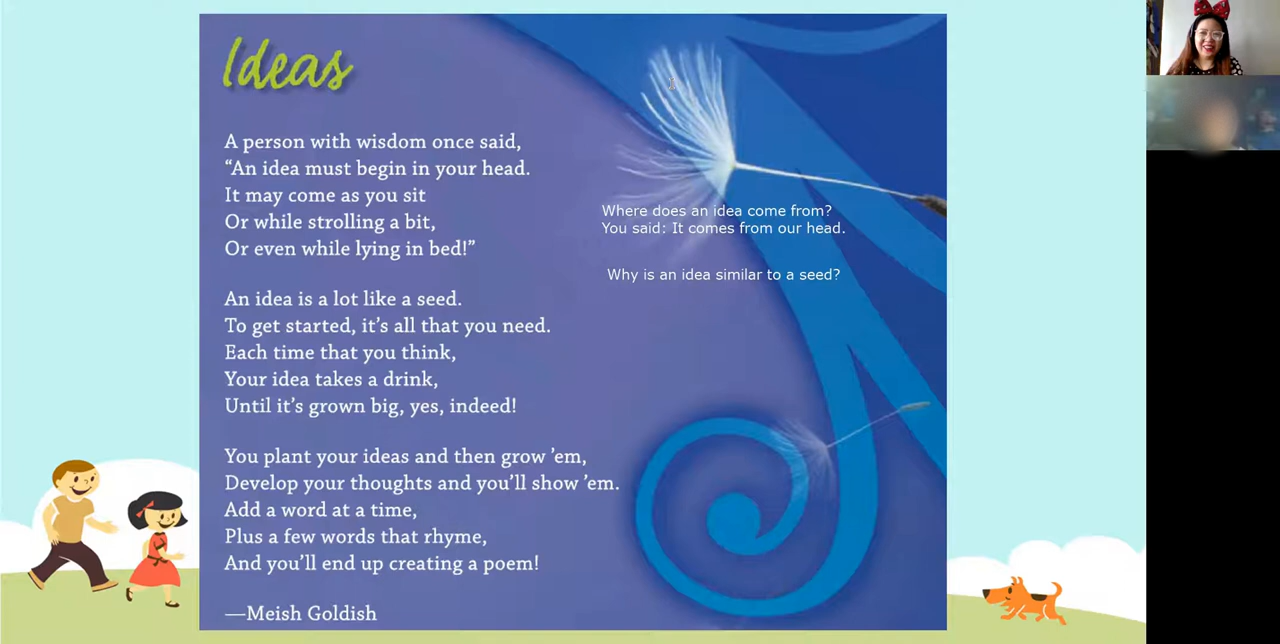 Ideas
A person with wisdom once said,
“An idea must begin in your head.
It may come as you sit
Or while strolling a bit,
Or even while lying in bed!”
An idea is a lot like a seed.
To get started, it’s all that you need.
Each time that you think,
Your idea takes a drink,
Until it’s grown big, yes, indeed!
You plant your ideas and then grow ’em,
Develop your thoughts and you’ll show ’em.
Add a word at a time,
Plus a few words that rhyme,
And you’ll end up creating a poem!
—Meish Goldish
Where does an idea come from?
You said: It comes from our head.
Why is an idea similar to a seed?